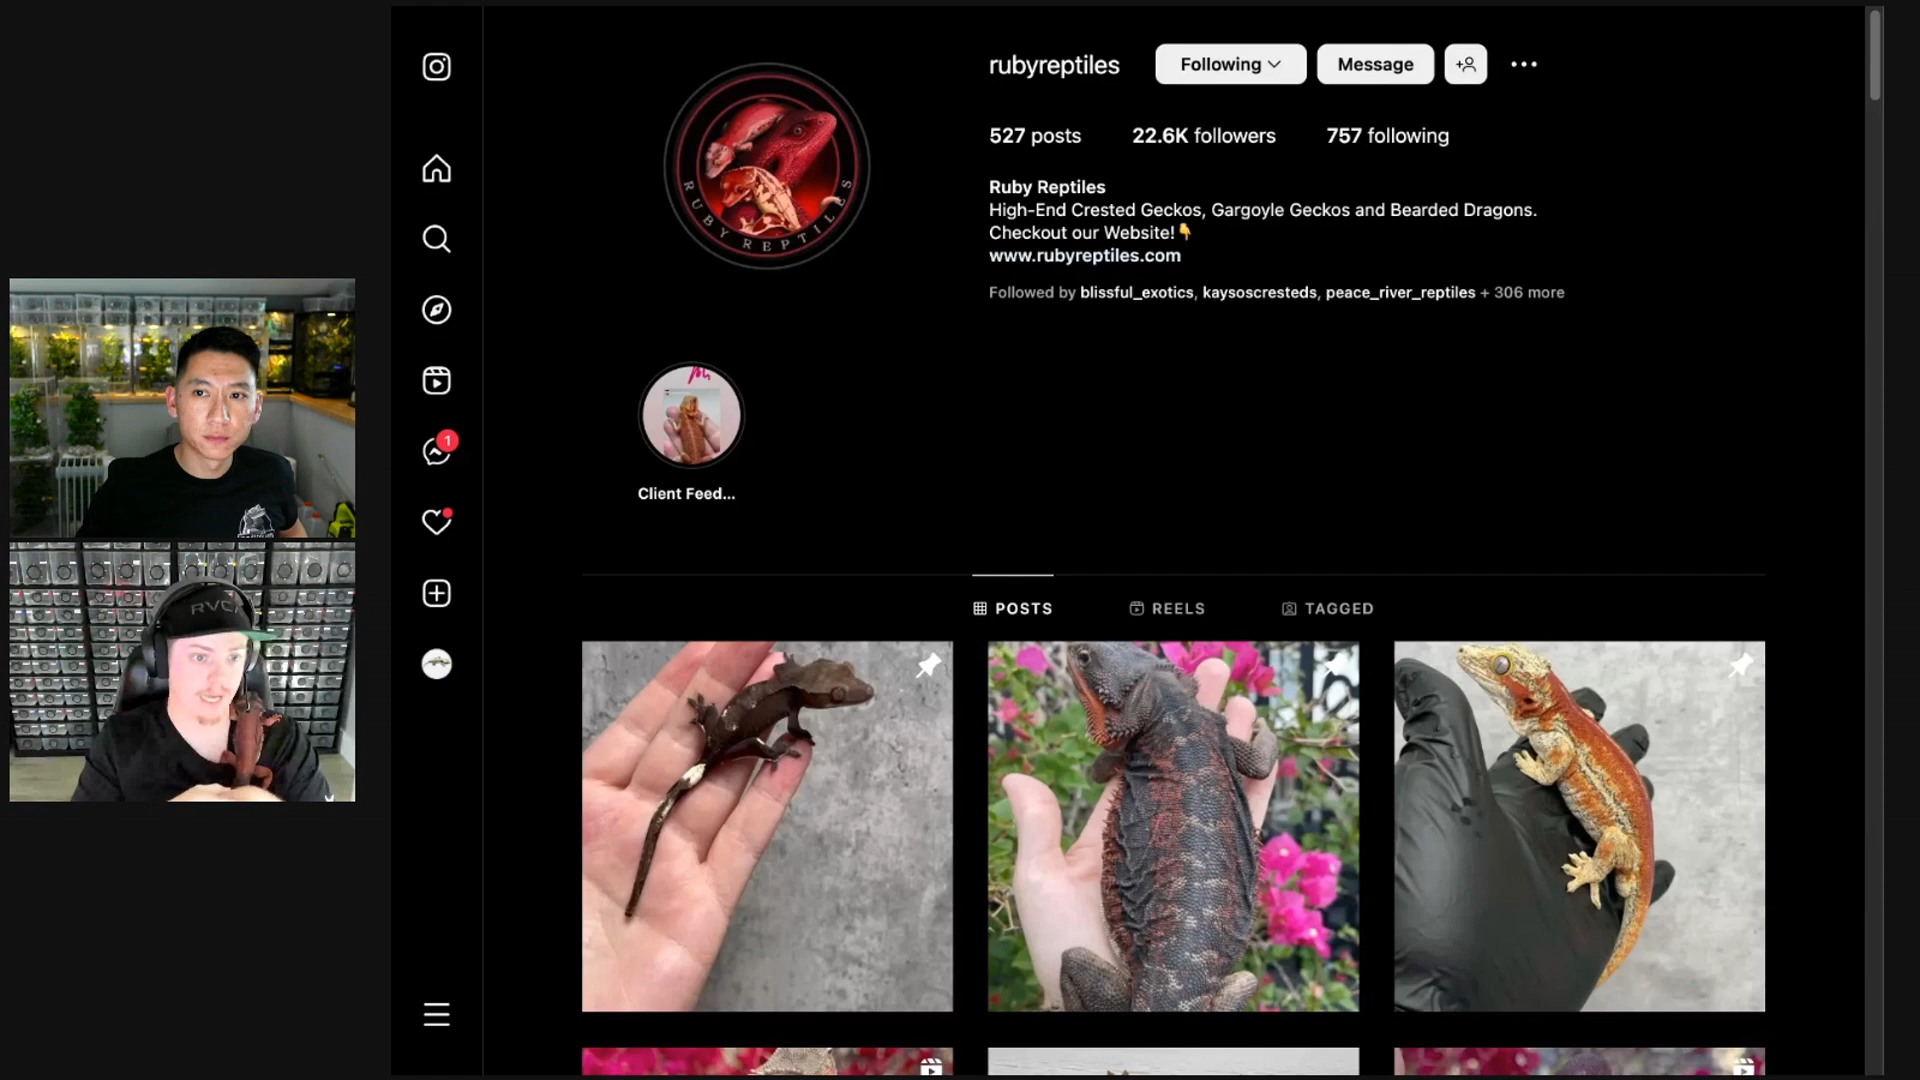 rubyreptiles
Following
Message
527 posts
22.6K followers
757 following
Ruby Reptiles
High-End Crested Geckos, Gargoyle Geckos and Bearded Dragons.
Checkout our Website!👇
www.rubyreptiles.com
Followed by blissful_exotics, kaysoscresteds, peace_river_reptiles + 306 more
RUBY REPTILES
Client Feed...
1
POSTS
REELS
TAGGED